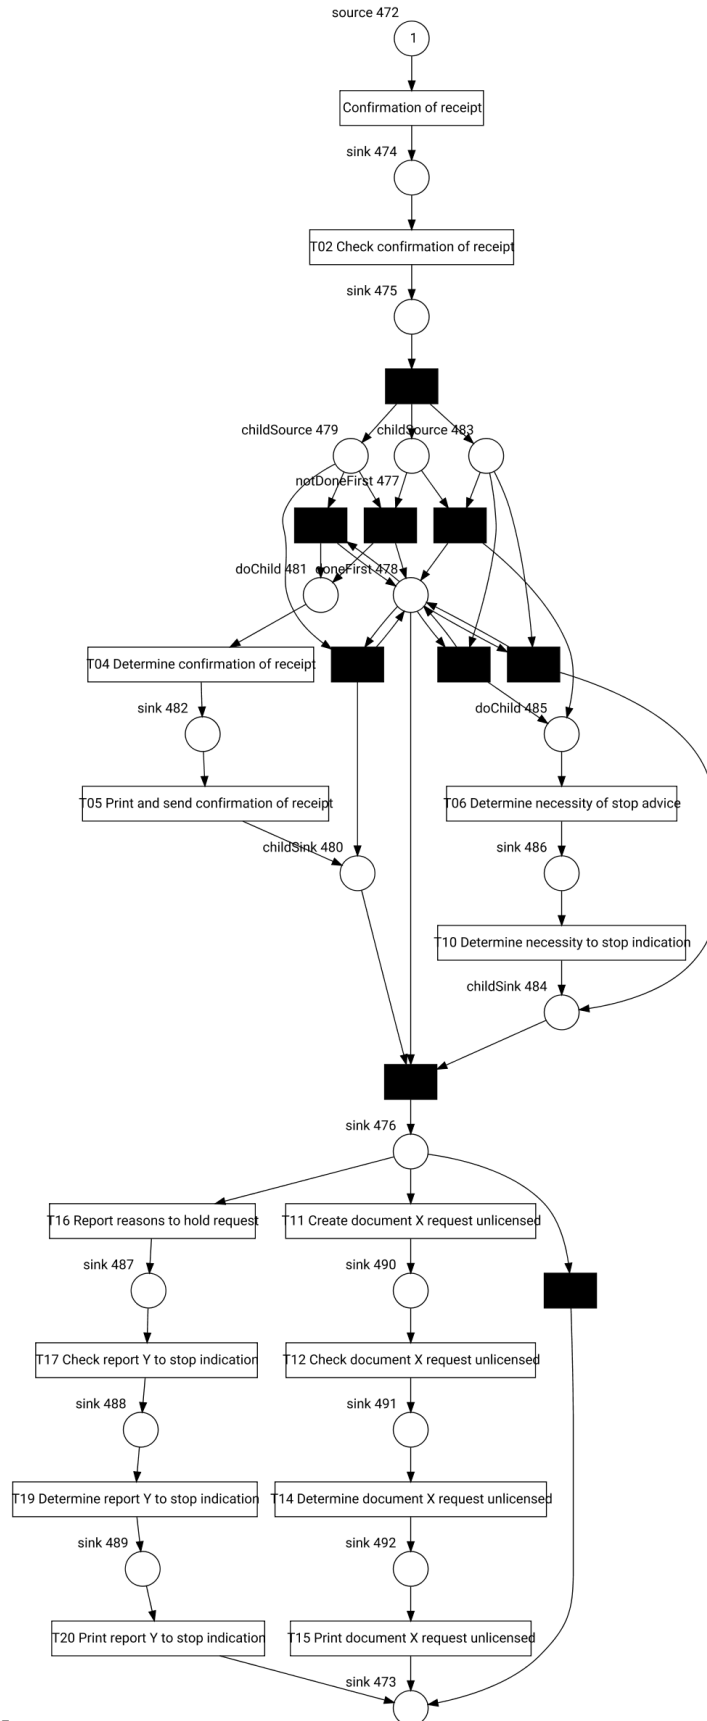 source 472
1
Confirmation of receipt
sink 474
T02 Check confirmation of receipt
sink 475
childSource 479
childSource 483
notDoneFirst 477
doChild 481
doneFirst 478
T04 Determine confirmation of receipt
sink 482
doChild 485
T05 Print and send confirmation of receipt
T06 Determine necessity of stop advice
childSink 480
sink 486
T10 Determine necessity to stop indication
childSink 484
sink 476
T16 Report reasons to hold request
T11 Create document X request unlicensed
sink 487
sink 490
T17 Check report Y to stop indication
T12 Check document X request unlicensed
sink 488
sink 491
T19 Determine report Y to stop indication
T14 Determine document X request unlicensed
sink 489
sink 492
T20 Print report Y to stop indication
T15 Print document X request unlicensed
sink 473